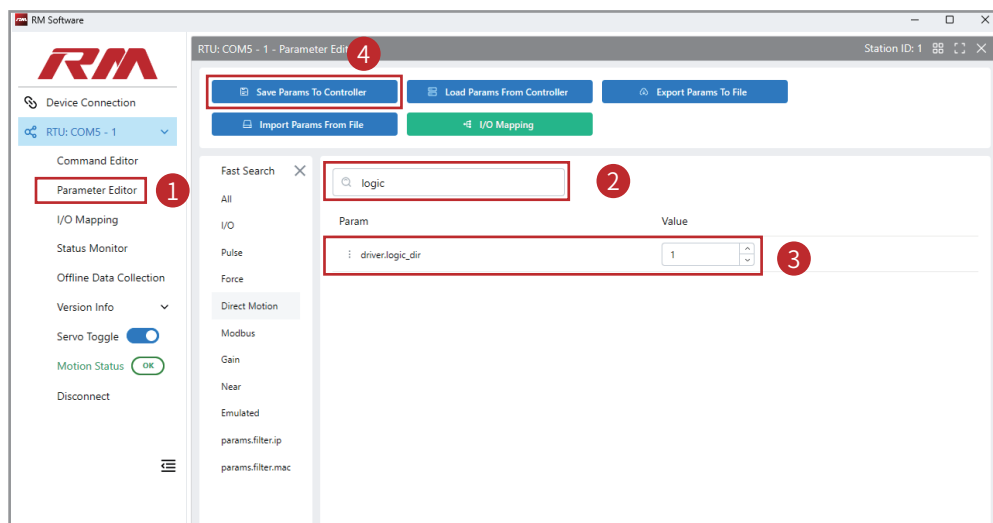 RM Software
RM
Device Connection
RTU: COM5 - 1
Command Editor
Parameter Editor
1
I/O Mapping
Status Monitor
Offline Data Collection
Version Info
Servo Toggle
Motion Status OK
Disconnect
RTU: COM5 - 1 - Parameter Edit
4
Station ID: 1
Save Params To Controller
Load Params From Controller
Export Params To File
Import Params From File
I/O Mapping
Fast Search
All
I/O
Pulse
Force
Direct Motion
Modbus
Gain
Near
Emulated
params.filter.ip
params.filter.mac
logic
2
Param Value
driver.logic_dir 1
3